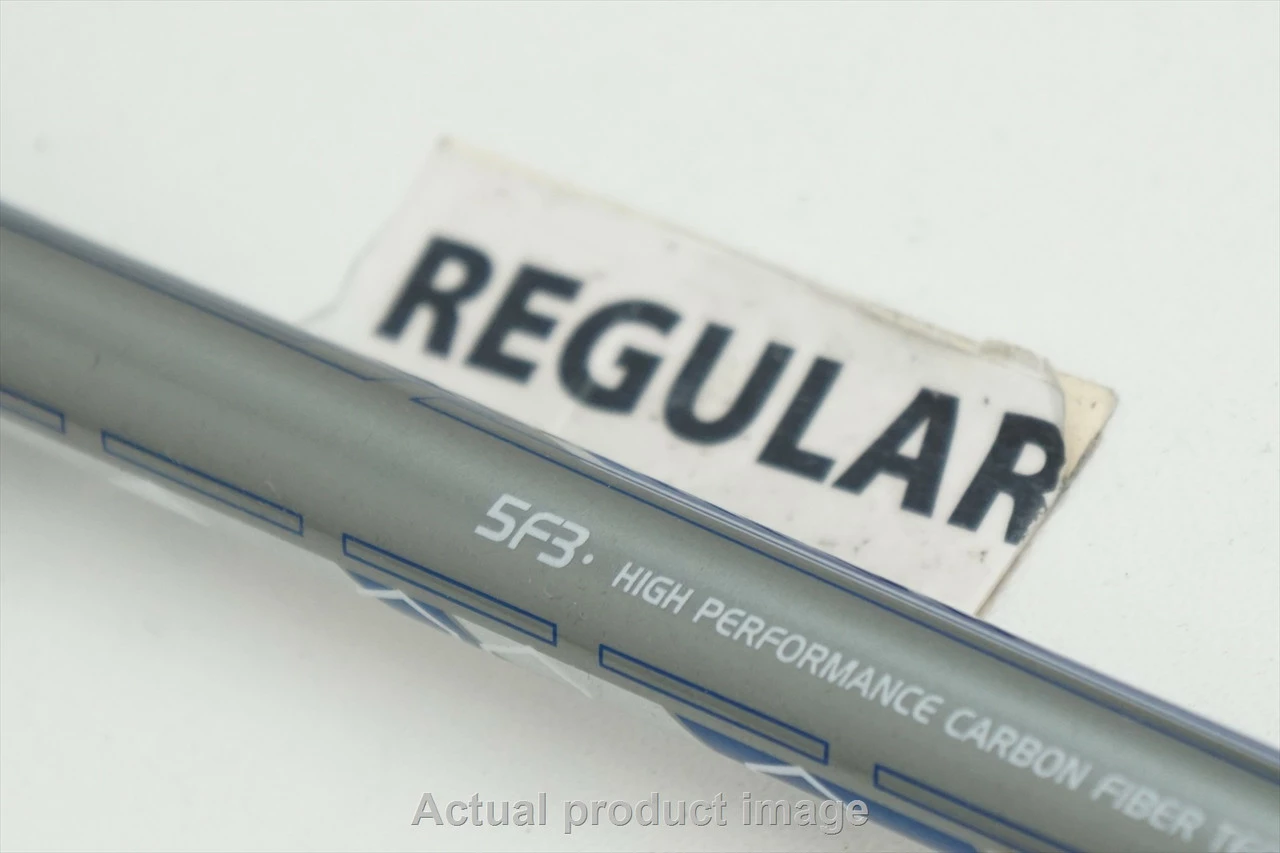 REGULAR
5F3. HIGH PERFORMANCE CARBON FIBER
Actual product image